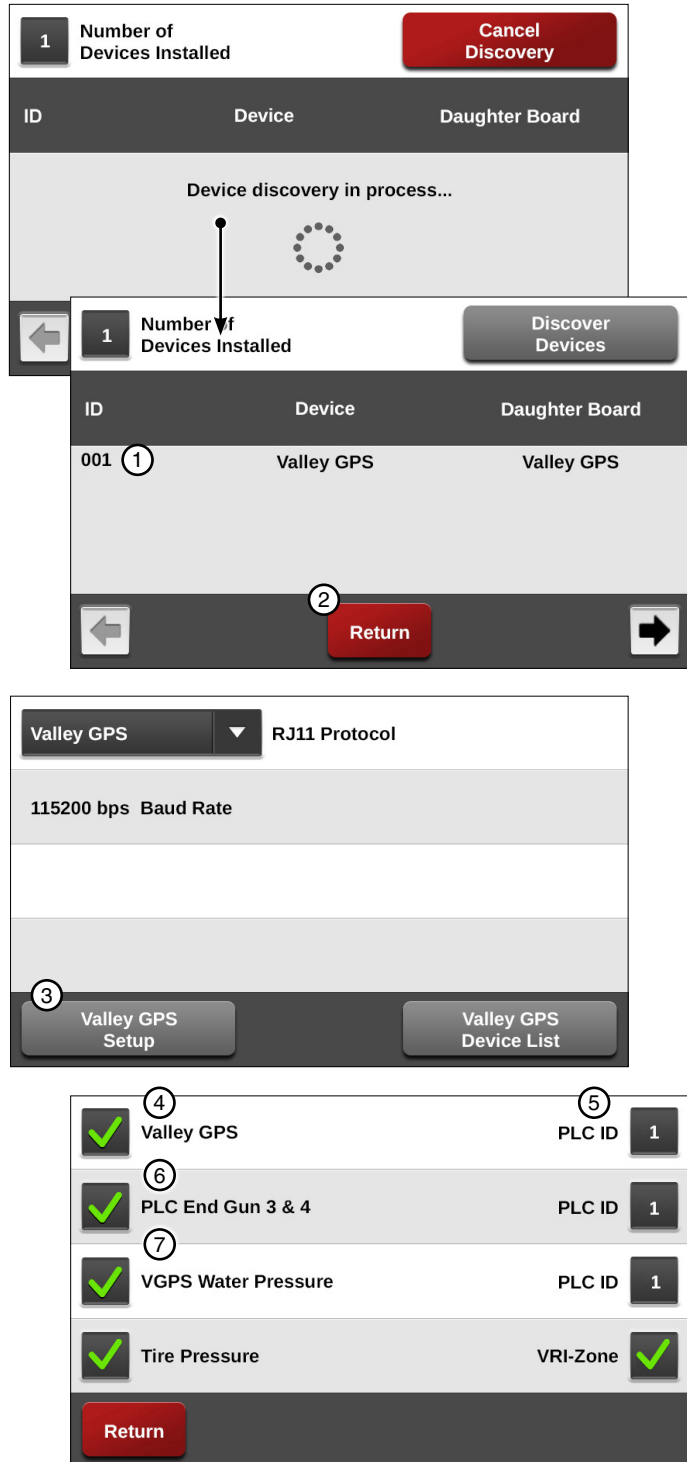 1
Number of
Devices Installed
Cancel
Discovery
ID Device Daughter Board
Device discovery in process...
1
Number of
Devices Installed
Discover
Devices
ID Device Daughter Board
001 1 Valley GPS Valley GPS
2
Return
Valley GPS RJ11 Protocol
115200 bps Baud Rate
3
Valley GPS
Setup
Valley GPS
Device List
4 5
Valley GPS PLC ID 1
6
PLC End Gun 3 & 4 PLC ID 1
7
VGPS Water Pressure PLC ID 1
Tire Pressure VRI-Zone
Return